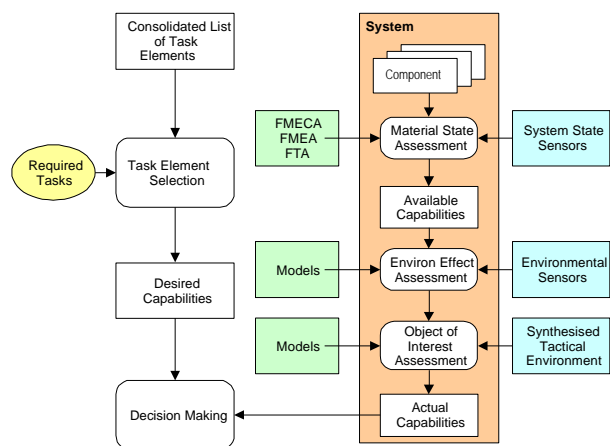 Consolidated List
of Task
Elements
Required
Tasks
Task Element
Selection
Desired
Capabilities
Decision Making
System
Component
FMECA
FMEA
FTA
Material State
Assessment
System State
Sensors
Available
Capabilities
Models
Environ Effect
Assessment
Environmental
Sensors
Models
Object of
Interest
Assessment
Synthesised
Tactical
Environment
Actual
Capabilities